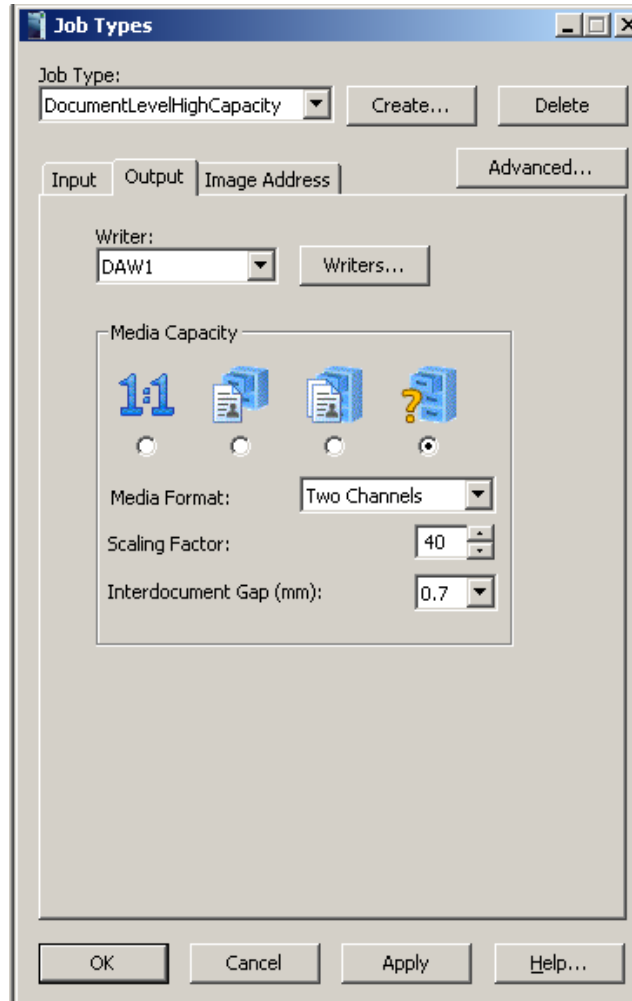 Job Types
Job Type:
DocumentLevelHighCapacity
Create...
Delete
Advanced...
Input
Output
Image Address
Writer:
DAW1
Writers...
Media Capacity
1:1
?
Media Format:
Two Channels
Scaling Factor:
40
Interdocument Gap (mm):
0.7
OK
Cancel
Apply
Help...